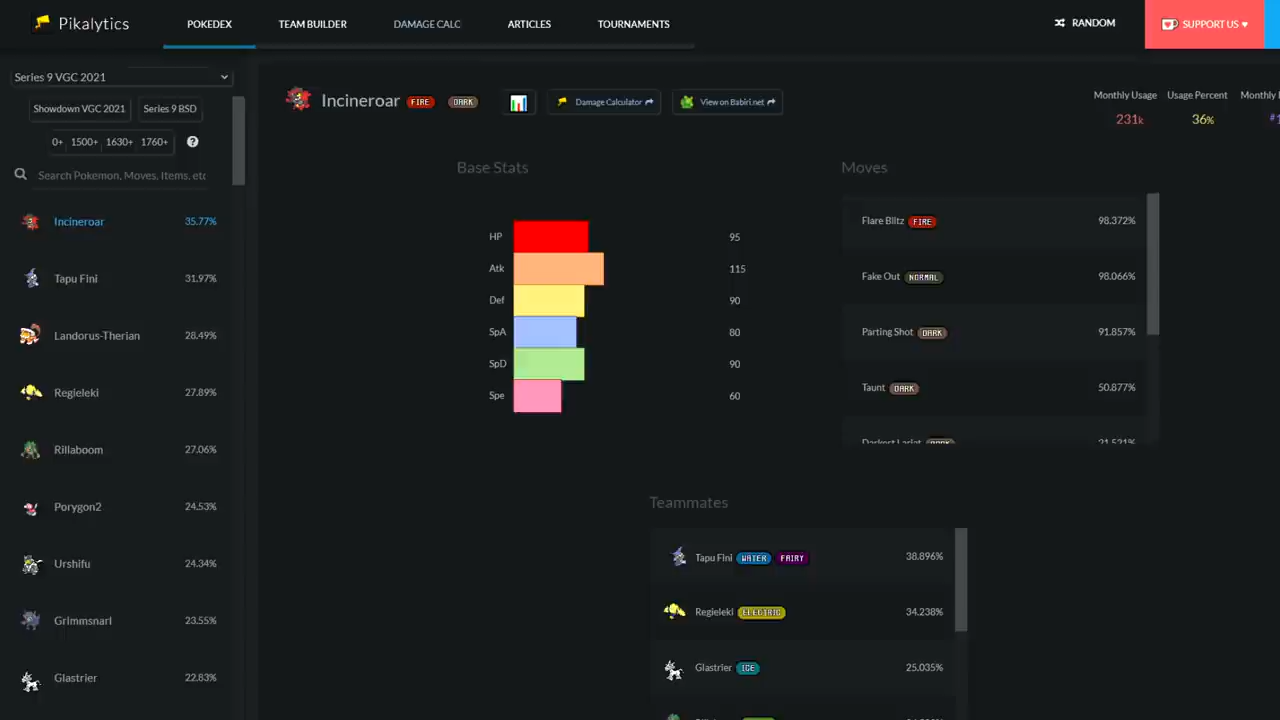 Pikalytics
POKEDEX
TEAM BUILDER
DAMAGE CALC
ARTICLES
TOURNAMENTS
RANDOM
SUPPORT US ♥
Series 9 VGC 2021
Showdown VGC 2021
Series 9 BSD
0+ 1500+ 1630+ 1760+ ?
Search Pokemon, Moves, Items, etc
Incineroar 35.77%
Tapu Fini 31.97%
Landorus-Therian 28.49%
Regieleki 27.89%
Rillaboom 27.06%
Porygon2 24.53%
Urshifu 24.34%
Grimmsnarl 23.55%
Glastrier 22.83%
Incineroar FIRE DARK
Damage Calculator
View on Babiri.net
Monthly Usage
231k
Usage Percent
36%
Monthly
Base Stats
HP 95
Atk 115
Def 90
SpA 80
SpD 90
Spe 60
Moves
Flare Blitz FIRE 98.372%
Fake Out NORMAL 98.066%
Parting Shot DARK 91.857%
Taunt DARK 50.877%
Darkest Lariat DARK
Teammates
Tapu Fini WATER FAIRY 38.896%
Regieleki ELECTRIC 34.238%
Glastrier ICE 25.035%